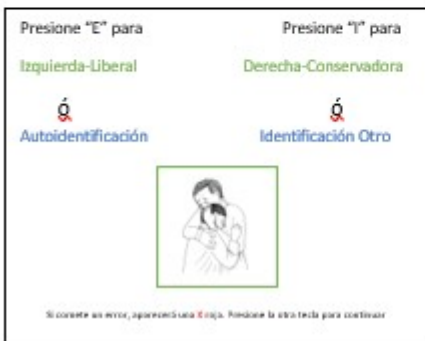 Presione "E" para
Presione "I" para
Izquierda-Liberal
Derecha-Conservadora
ó
ó
Autoidentificación
Identificación Otro
Si comete un error, aparecerá una X roja. Presione la otra tecla para continuar